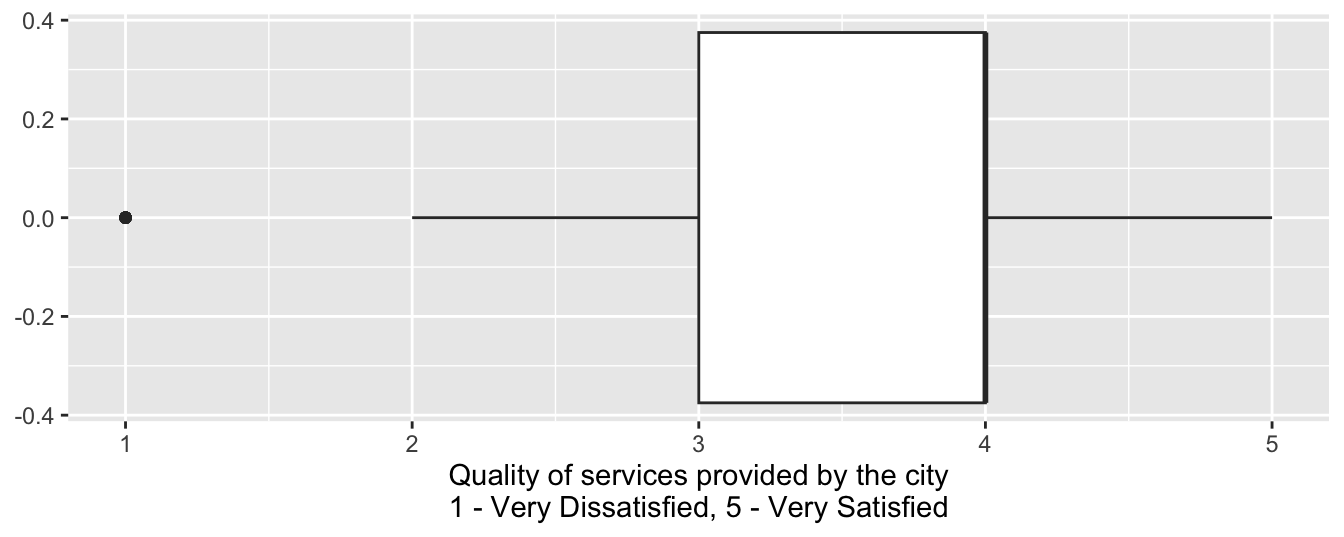 0.4
0.2
0.0
-0.2
-0.4
1 2 3 4 5
Quality of services provided by the city
1 - Very Dissatisfied, 5 - Very Satisfied